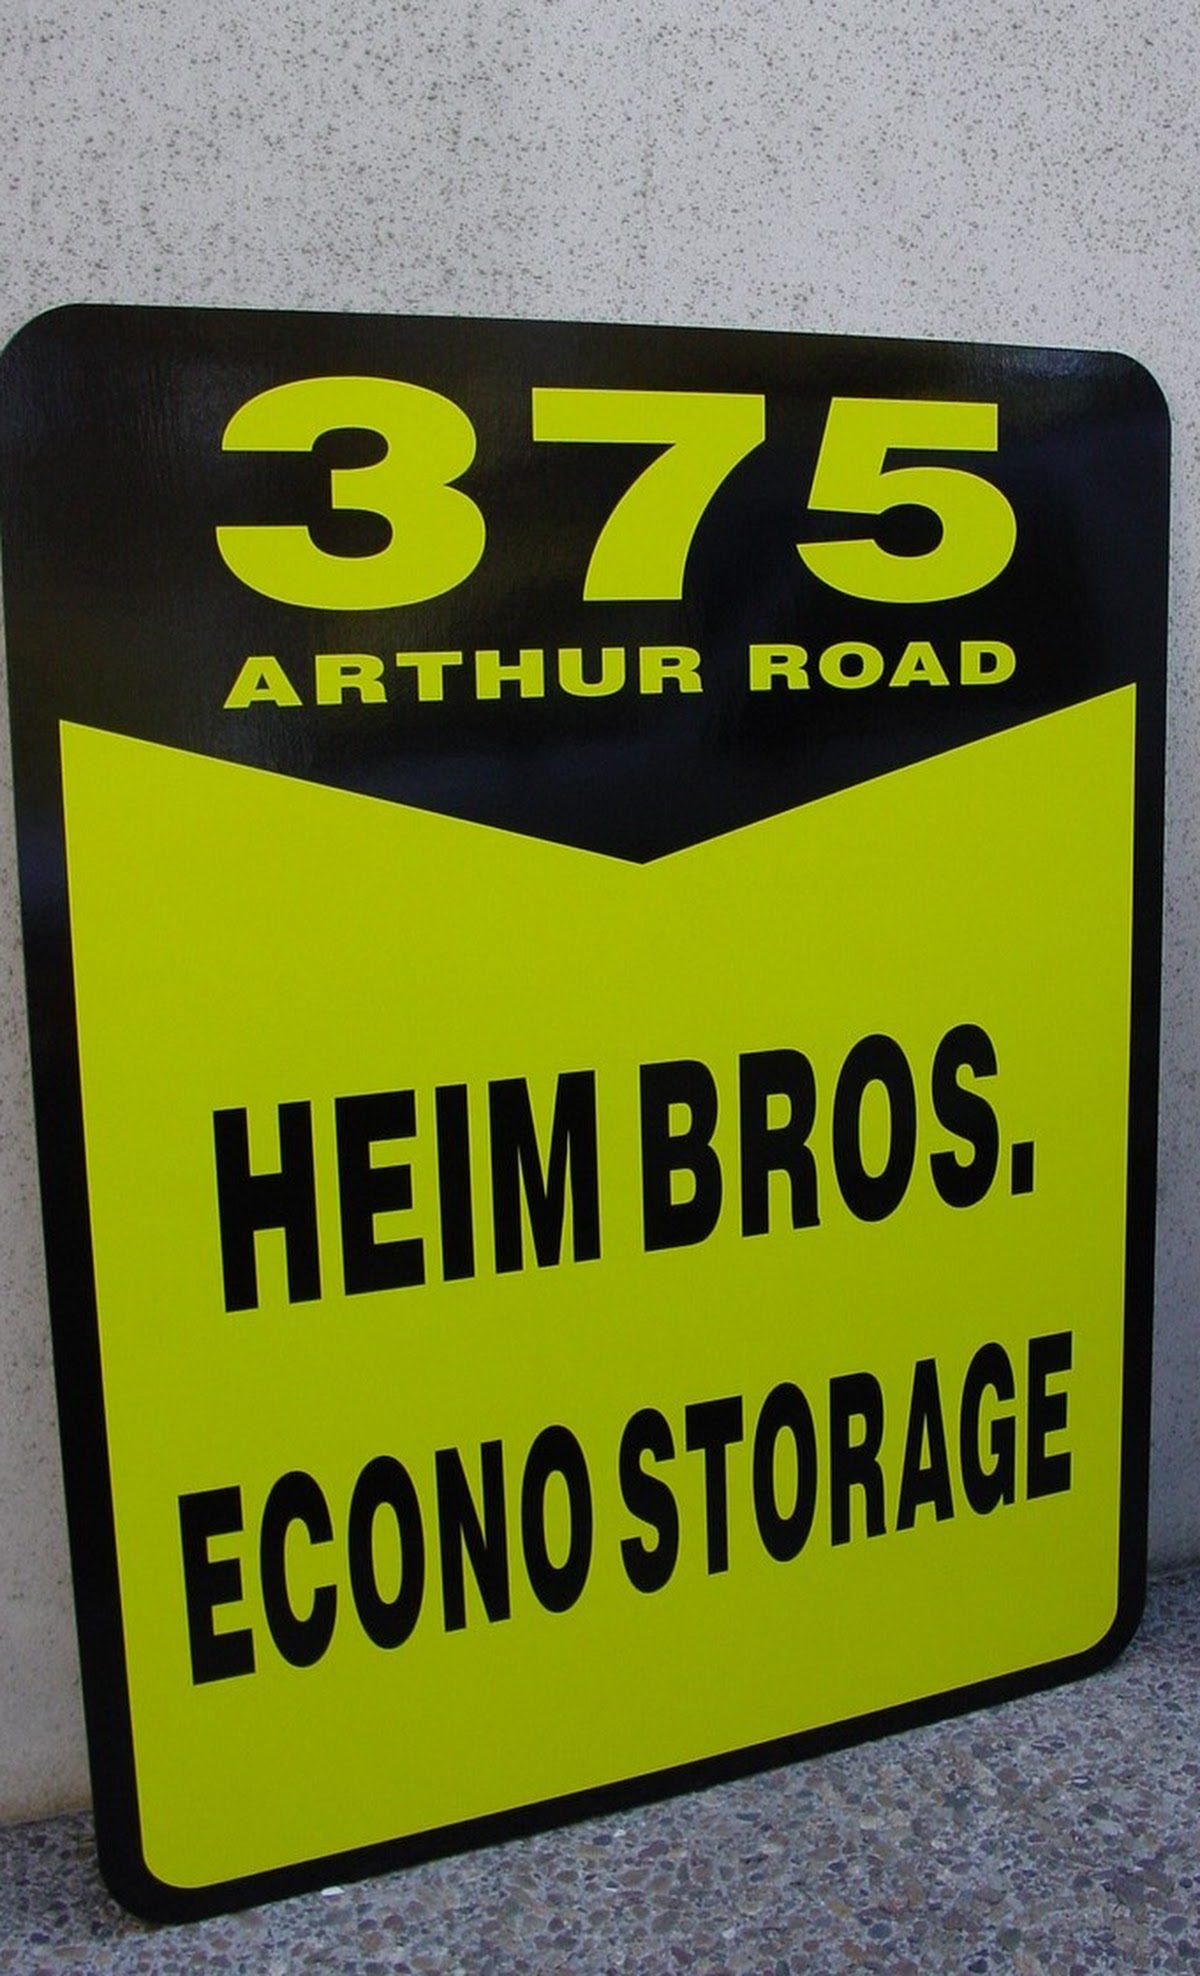 375
ARTHUR ROAD
HEIM BROS.
ECONO STORAGE